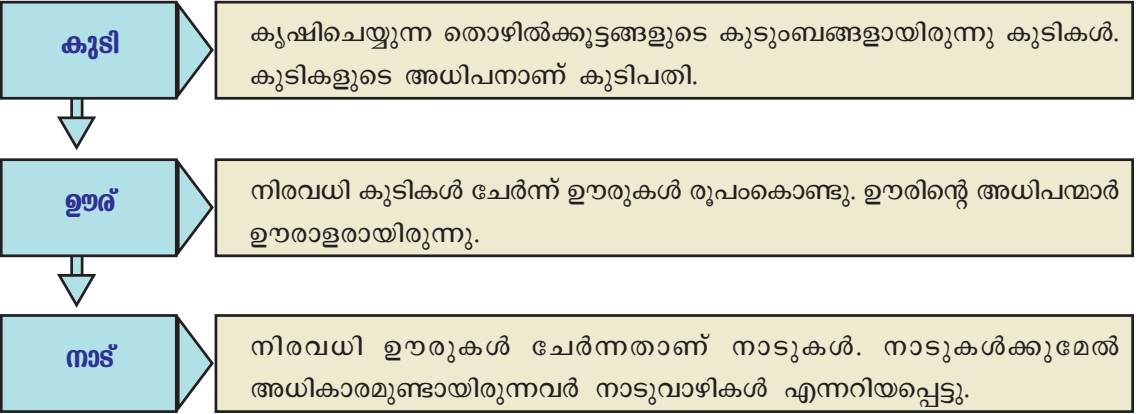 കുടി
കൃഷിചെയ്യുന്ന തൊഴിൽക്കൂട്ടങ്ങളുടെ കുടുംബങ്ങളായിരുന്നു കുടികൾ.
കുടികളുടെ അധിപനാണ് കുടിപതി.
ഊര്
നിരവധി കുടികൾ ചേർന്ന് ഊരുകൾ രൂപംകൊണ്ടു. ഊരിന്റെ അധിപന്മാർ
ഊരാളരായിരുന്നു.
നാട്
നിരവധി ഊരുകൾ ചേർന്നതാണ് നാടുകൾ. നാടുകൾക്കുമേൽ
അധികാരമുണ്ടായിരുന്നവർ നാടുവാഴികൾ എന്നറിയപ്പെട്ടു.